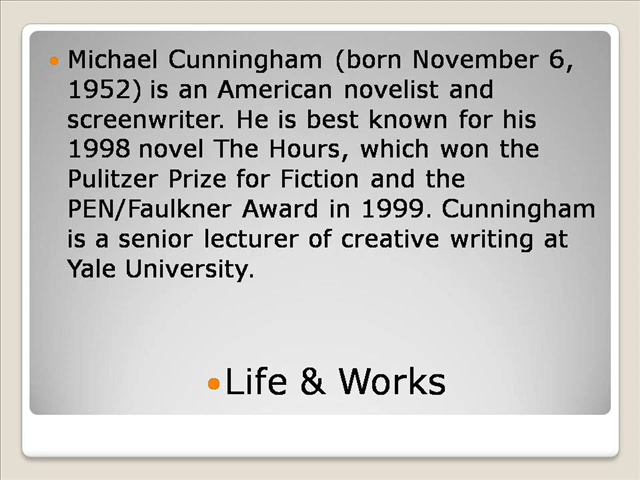 Michael Cunningham (born November 6,
1952) is an American novelist and
screenwriter. He is best known for his
1998 novel The Hours, which won the
Pulitzer Prize for Fiction and the
PEN/Faulkner Award in 1999. Cunningham
is a senior lecturer of creative writing at
Yale University.
Life & Works